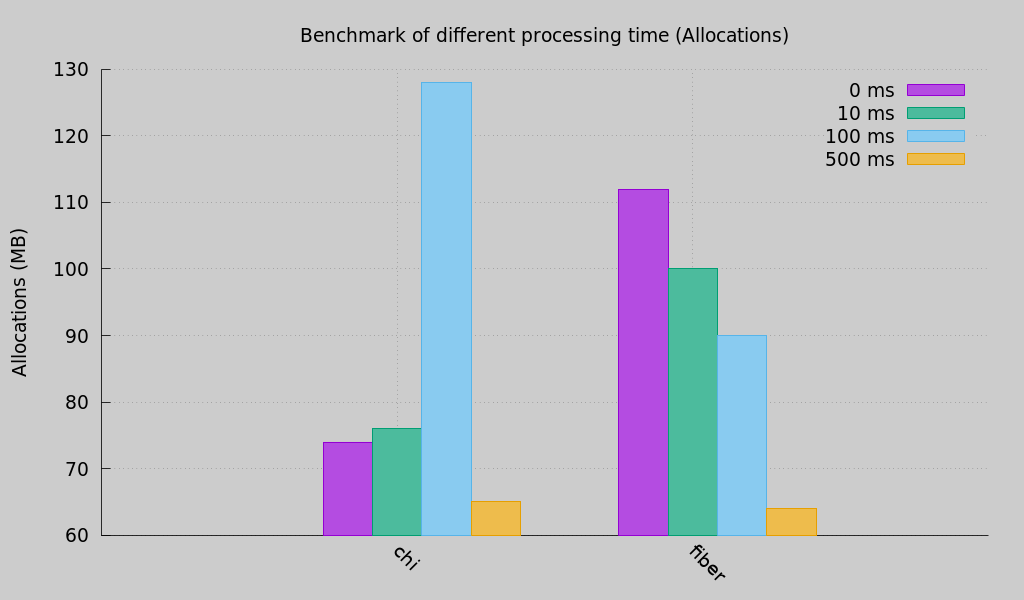 Benchmark of different processing time (Allocations)
130
120
110
100
90
80
70
60
Allocations (MB)
0 ms
10 ms
100 ms
500 ms
chi
fiber